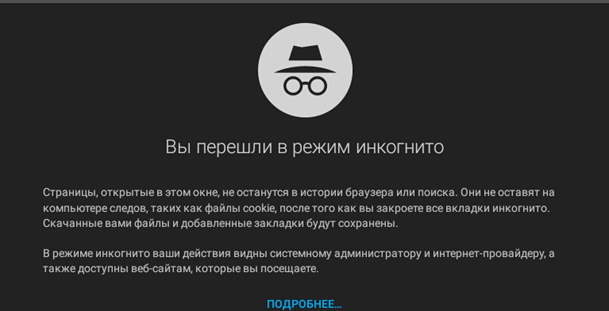 Вы перешли в режим инкогнито
Страницы, открытые в этом окне, не останутся в истории браузера или поиска. Они не оставят на
компьютере следов, таких как файлы cookie, после того как вы закроете все вкладки инкогнито.
Скачанные вами файлы и добавленные закладки будут сохранены.
В режиме инкогнито ваши действия видны системному администратору и интернет-провайдеру, а
также доступны веб-сайтам, которые вы посещаете.
ПОДРОБНЕЕ...